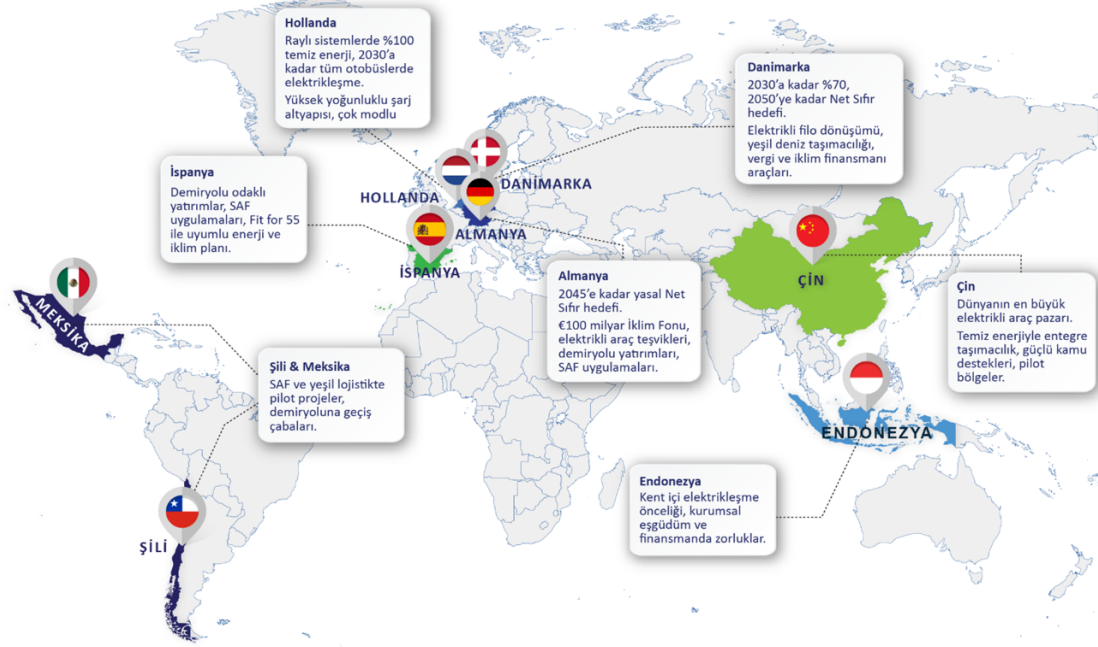 Hollanda
Raylı sistemlerde %100
temiz enerji, 2030’a
kadar tüm otobüslerde
elektrikleşme.
Yüksek yoğunluklu şarj
altyapısı, çok modlu
Danimarka
2030’a kadar %70,
2050’ye kadar Net Sıfır
hedefi.
Elektrikli filo dönüşümü,
yeşil deniz taşımacılığı,
vergi ve iklim finansmanı
araçları.
İspanya
Demiryolu odaklı
yatırımlar, SAF
uygulamaları, Fit for 55
ile uyumlu enerji ve
iklim planı.
HOLLANDA
DANİMARKA
ALMANYA
İSPANYA
ÇİN
MEKSİKA
Almanya
2045’e kadar yasal Net
Sıfır hedefi.
€100 milyar İklim Fonu,
elektrikli araç teşvikleri,
demiryolu yatırımları,
SAF uygulamaları.
Çin
Dünyanın en büyük
elektrikli araç pazarı.
Temiz enerjiyle entegre
taşımacılık, güçlü kamu
destekleri, pilot
bölgeler.
Şili & Meksika
SAF ve yeşil lojistikte
pilot projeler,
demiryoluna geçiş
çabaları.
ENDONEZYA
Endonezya
Kent içi elektrikleşme
önceliği, kurumsal
eşgüdüm ve
finansmanda zorluklar.
ŞİLİ